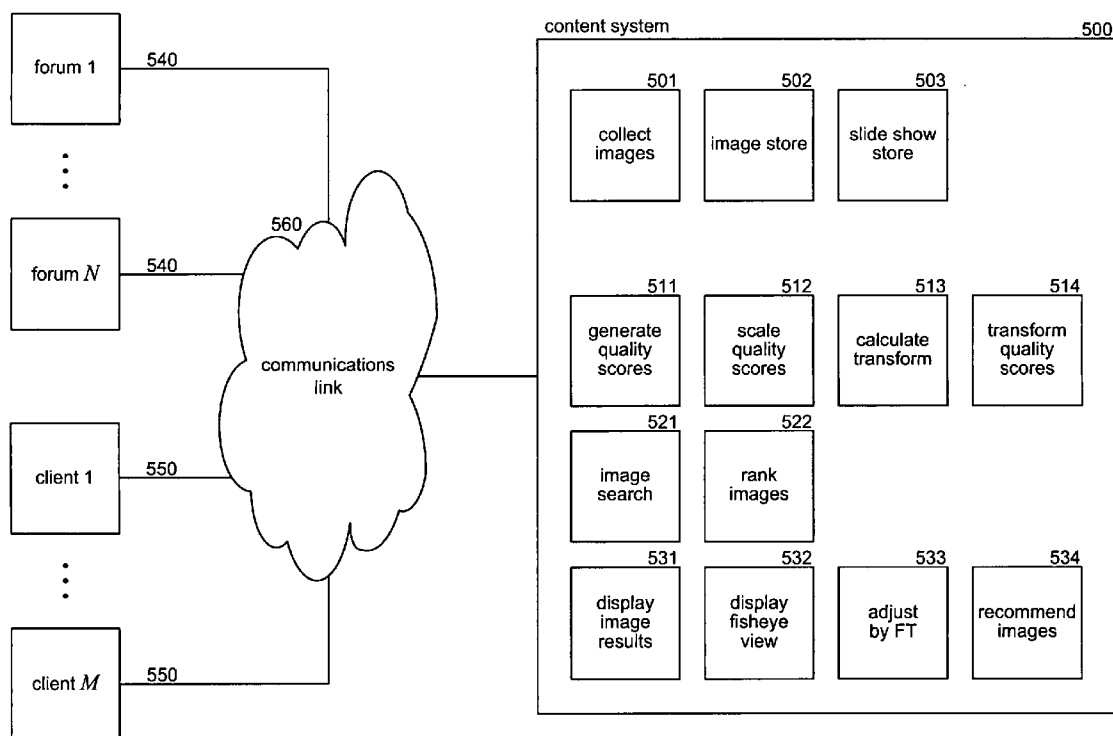 content system
500
forum 1
540
forum N
540
560
communications
link
client 1
550
client M
550
501
collect
images
502
image store
503
slide show
store
511
generate
quality
scores
512
scale
quality
scores
513
calculate
transform
514
transform
quality
scores
521
image
search
522
rank
images
531
display
image
results
532
display
fisheye
view
533
adjust
by FT
534
recommend
images